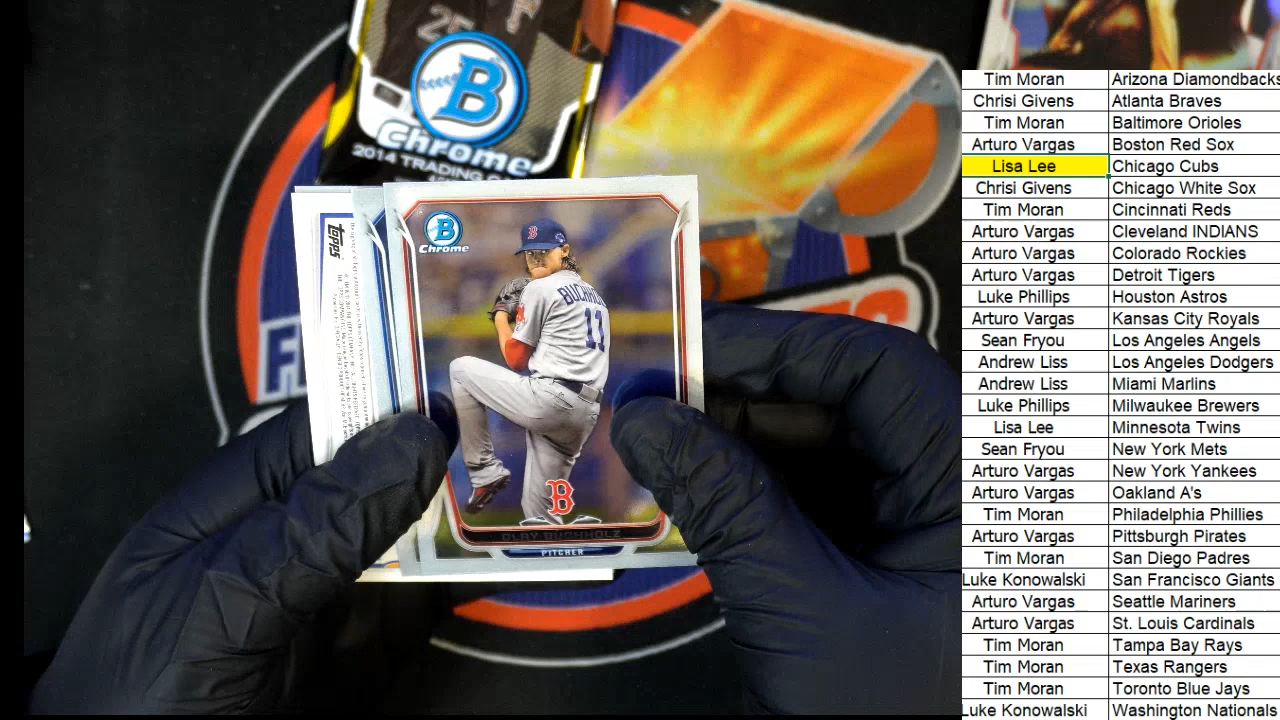 25
B
Chrome
2014 TRADING
B
Chrome
topps
B
BUCHHOL
11
B
CLAY BUCHHOLZ
PITCHER
Tim Moran Arizona Diamondbacks
Chrisi Givens Atlanta Braves
Tim Moran Baltimore Orioles
Arturo Vargas Boston Red Sox
Lisa Lee Chicago Cubs
Chrisi Givens Chicago White Sox
Tim Moran Cincinnati Reds
Arturo Vargas Cleveland INDIANS
Arturo Vargas Colorado Rockies
Arturo Vargas Detroit Tigers
Luke Phillips Houston Astros
Arturo Vargas Kansas City Royals
Sean Fryou Los Angeles Angels
Andrew Liss Los Angeles Dodgers
Andrew Liss Miami Marlins
Luke Phillips Milwaukee Brewers
Lisa Lee Minnesota Twins
Sean Fryou New York Mets
Arturo Vargas New York Yankees
Arturo Vargas Oakland A's
Tim Moran Philadelphia Phillies
Arturo Vargas Pittsburgh Pirates
Tim Moran San Diego Padres
Luke Konowalski San Francisco Giants
Arturo Vargas Seattle Mariners
Arturo Vargas St. Louis Cardinals
Tim Moran Tampa Bay Rays
Tim Moran Texas Rangers
Tim Moran Toronto Blue Jays
Luke Konowalski Washington Nationals